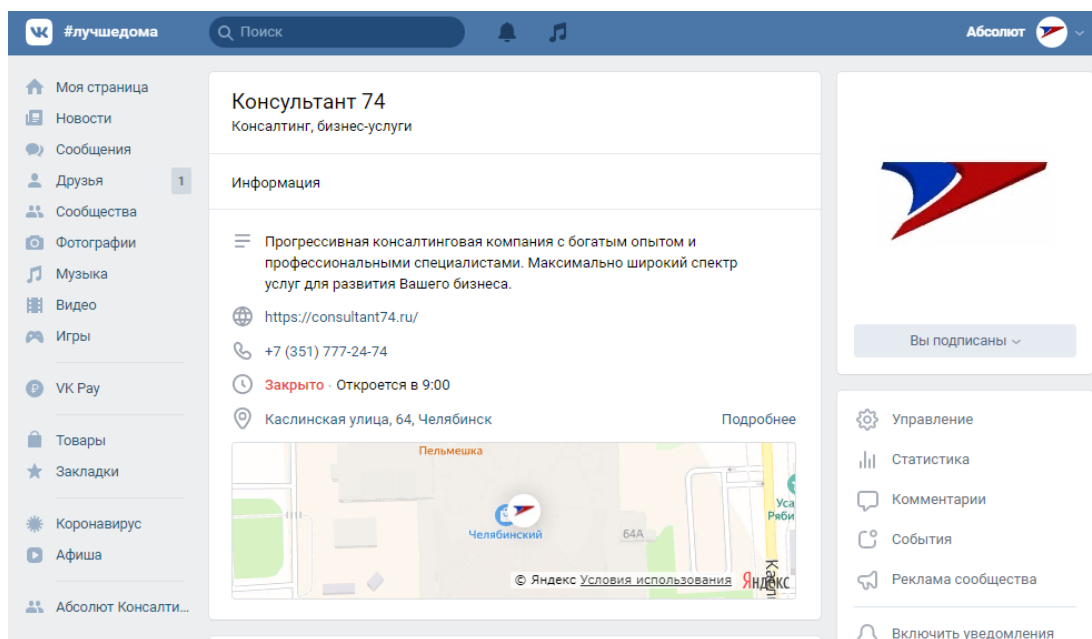 #лучшедома
Поиск
Абсолют
Моя страница
Новости
Сообщения
Друзья 1
Сообщества
Фотографии
Музыка
Видео
Игры
VK Pay
Товары
Закладки
Коронавирус
Афиша
Абсолют Консалти...
Консультант 74
Консалтинг, бизнес-услуги
Информация
Прогрессивная консалтинговая компания с богатым опытом и
профессиональными специалистами. Максимально широкий спектр
услуг для развития Вашего бизнеса.
https://consultant74.ru/
+7 (351) 777-24-74
Закрыто · Откроется в 9:00
Каслинская улица, 64, Челябинск
Подробнее
Пельмешка
Челябинский
64А
Уса
Ряби
© Яндекс Условия использования Яндекс
Вы подписаны
Управление
Статистика
Комментарии
События
Реклама сообщества
Включить уведомления